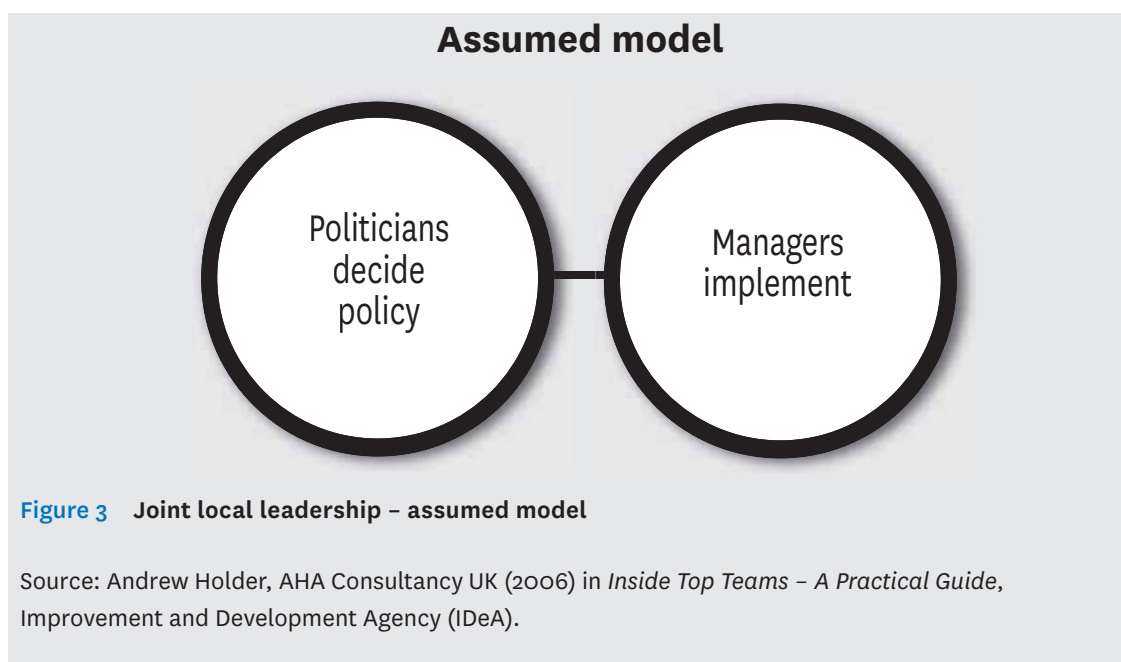 Assumed model
Politicians
decide
policy
Managers
implement
Figure 3 Joint local leadership – assumed model
Source: Andrew Holder, AHA Consultancy UK (2006) in Inside Top Teams – A Practical Guide,
Improvement and Development Agency (IDeA).